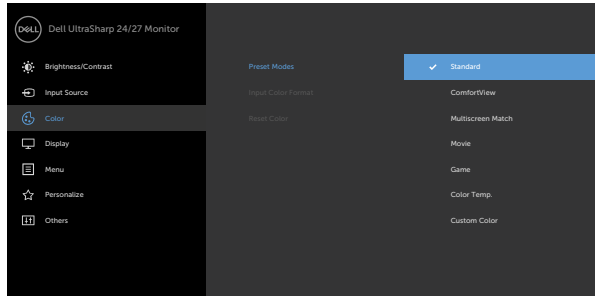 DELL Dell UltraSharp 24/27 Monitor
Brightness/Contrast Preset Modes Standard
Input Source Input Color Format ComfortView
Color Reset Color Multiscreen Match
Display Movie
Menu Game
Personalize Color Temp.
Others Custom Color